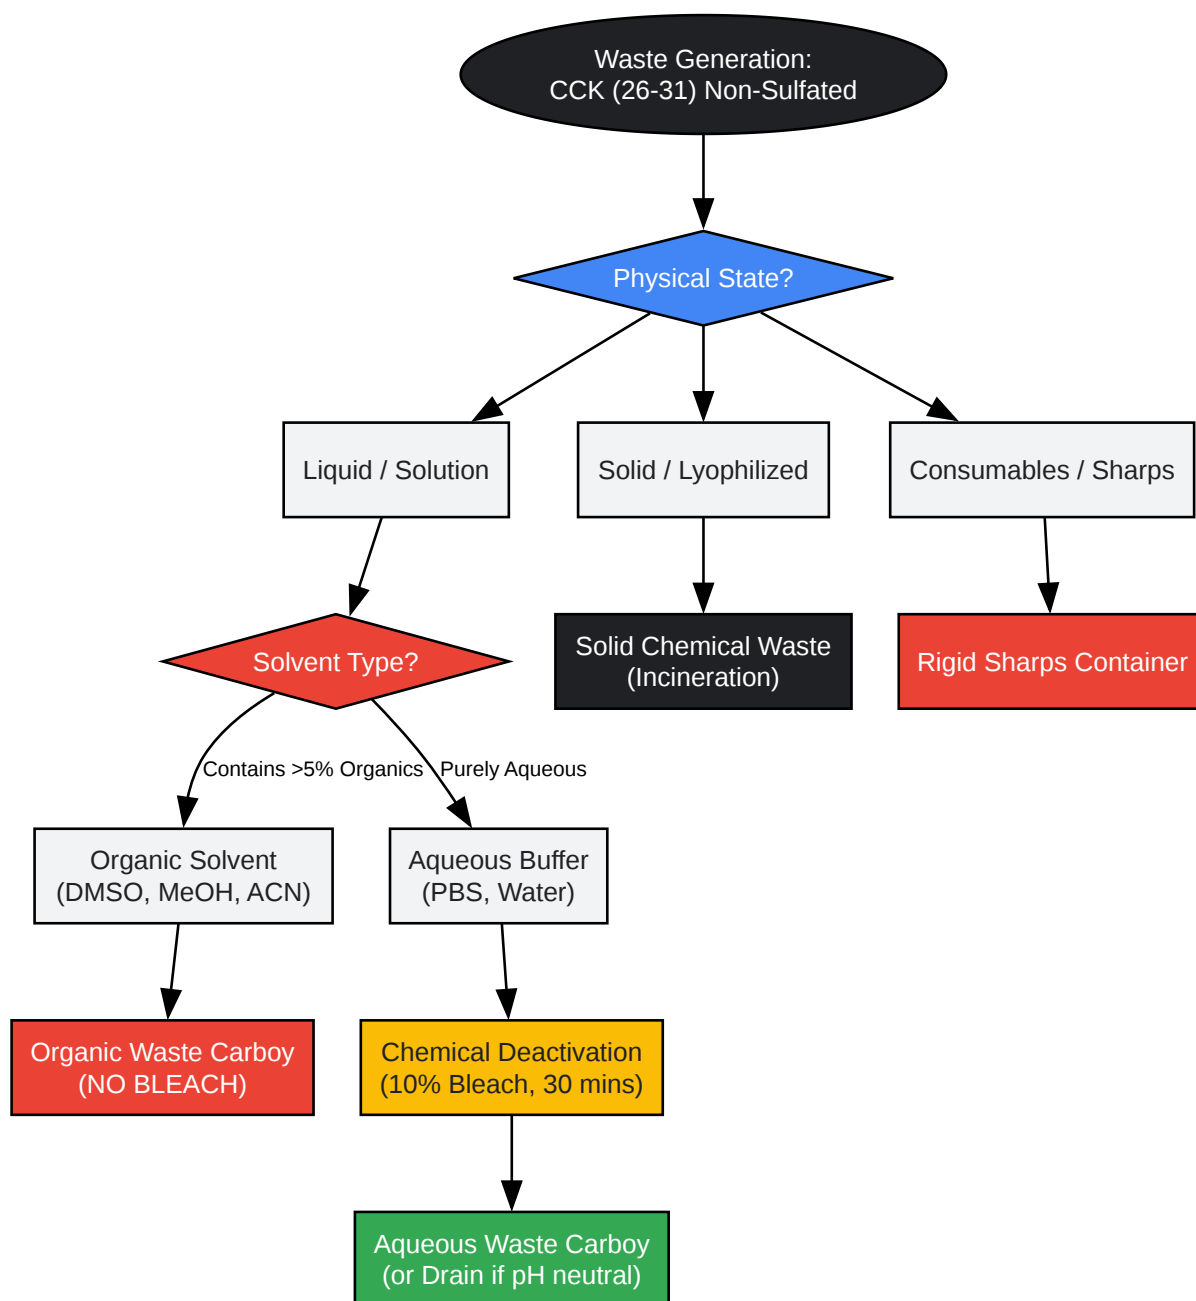 Waste Generation:
CCK (26-31) Non-Sulfated
Physical State?
Liquid / Solution
Solid / Lyophilized
Consumables / Sharps
Solvent Type?
Solid Chemical Waste
(Incineration)
Rigid Sharps Container
Contains >5% Organics
Purely Aqueous
Organic Solvent
(DMSO, MeOH, ACN)
Aqueous Buffer
(PBS, Water)
Organic Waste Carboy
(NO BLEACH)
Chemical Deactivation
(10% Bleach, 30 mins)
Aqueous Waste Carboy
(or Drain if pH neutral)